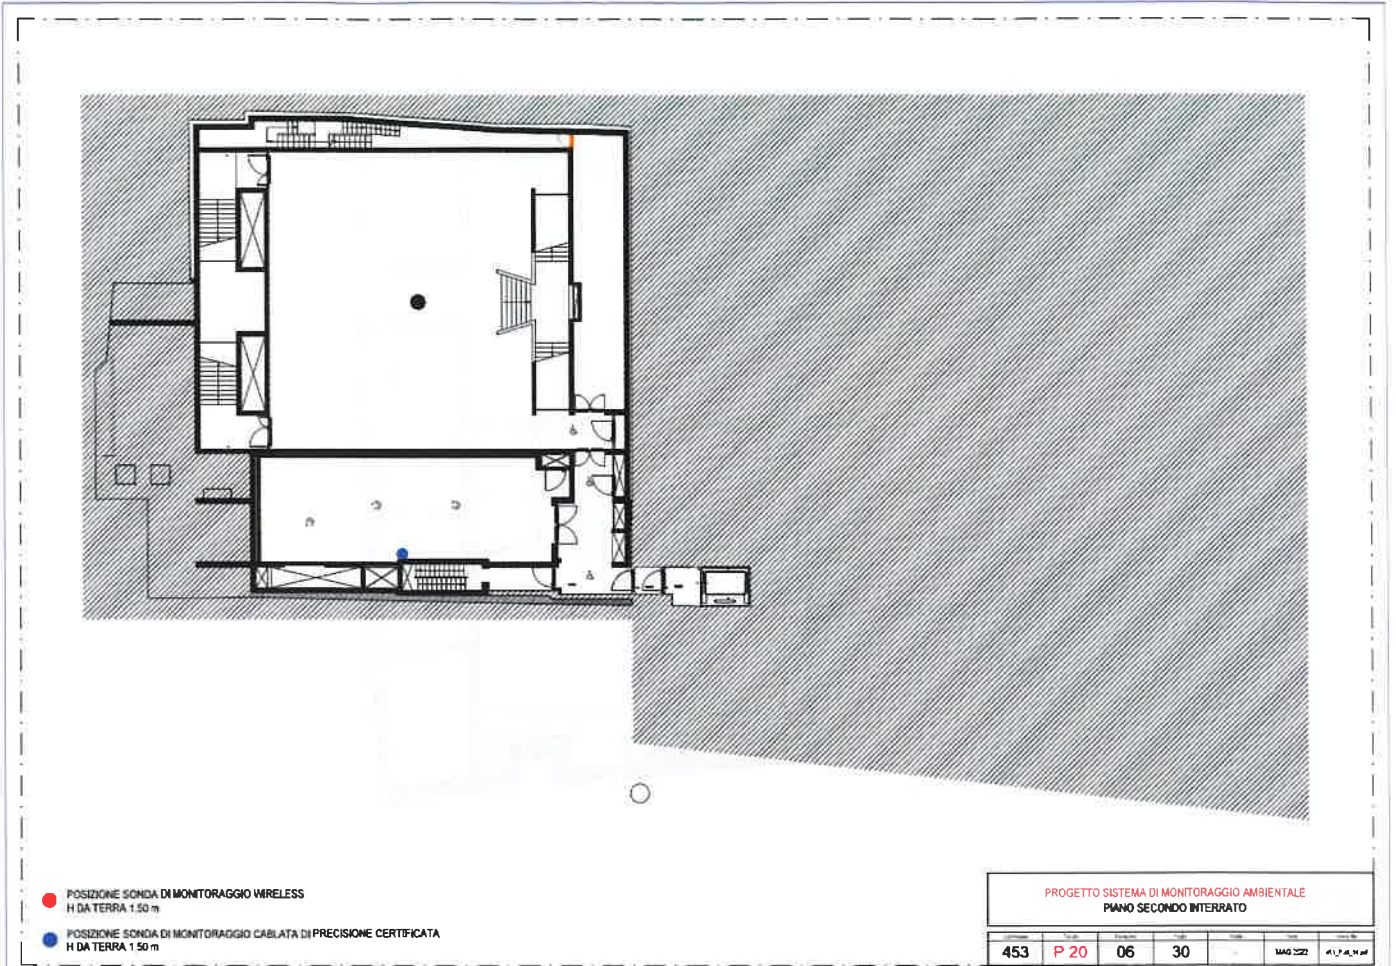 POSIZIONE SONDA DI MONITORAGGIO WIRELESS
H DA TERRA 1.50 m
POSIZIONE SONDA DI MONITORAGGIO CABLATA DI PRECISIONE CERTIFICATA
H DA TERRA 1 50 m
PROGETTO SISTEMA DI MONITORAGGIO AMBIENTALE
PIANO SECONDO INTERRATO
453 P 20 06 30